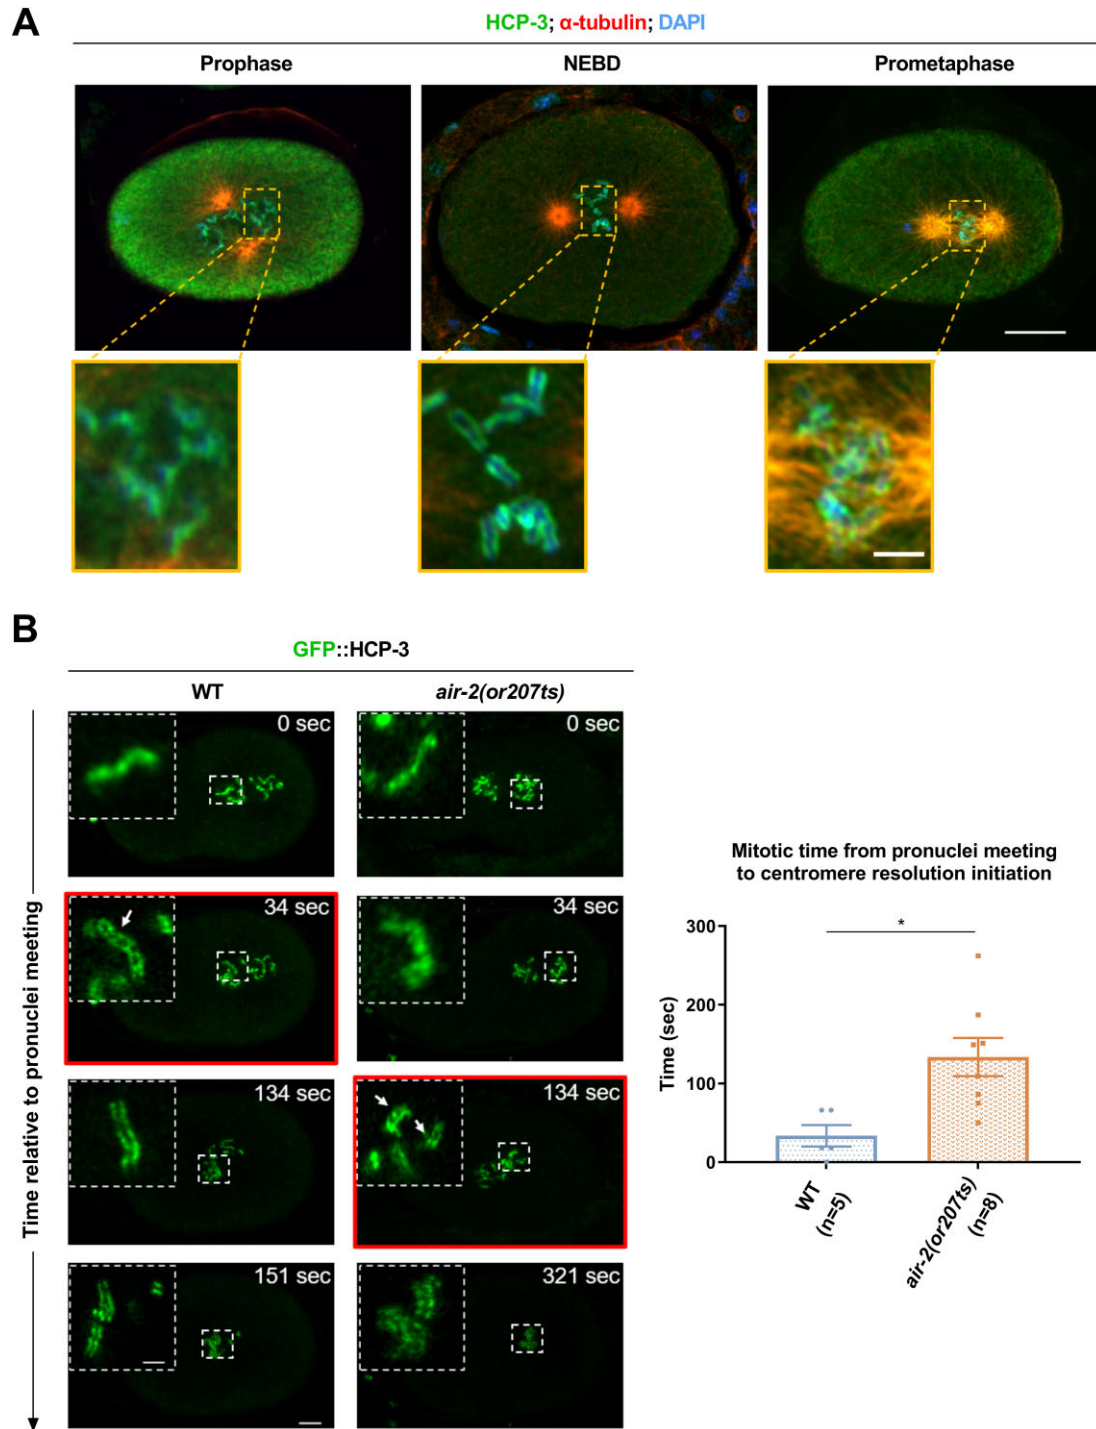 A
HCP-3; α-tubulin; DAPI
Prophase
NEBD
Prometaphase
B
GFP::HCP-3
WT
air-2(or207ts)
Time relative to pronuclei meeting
0 sec
0 sec
34 sec
34 sec
134 sec
134 sec
151 sec
321 sec
Mitotic time from pronuclei meeting
to centromere resolution initiation
Time (sec)
300
200
100
0
*
WT
(n=5)
air-2(or207ts)
(n=8)